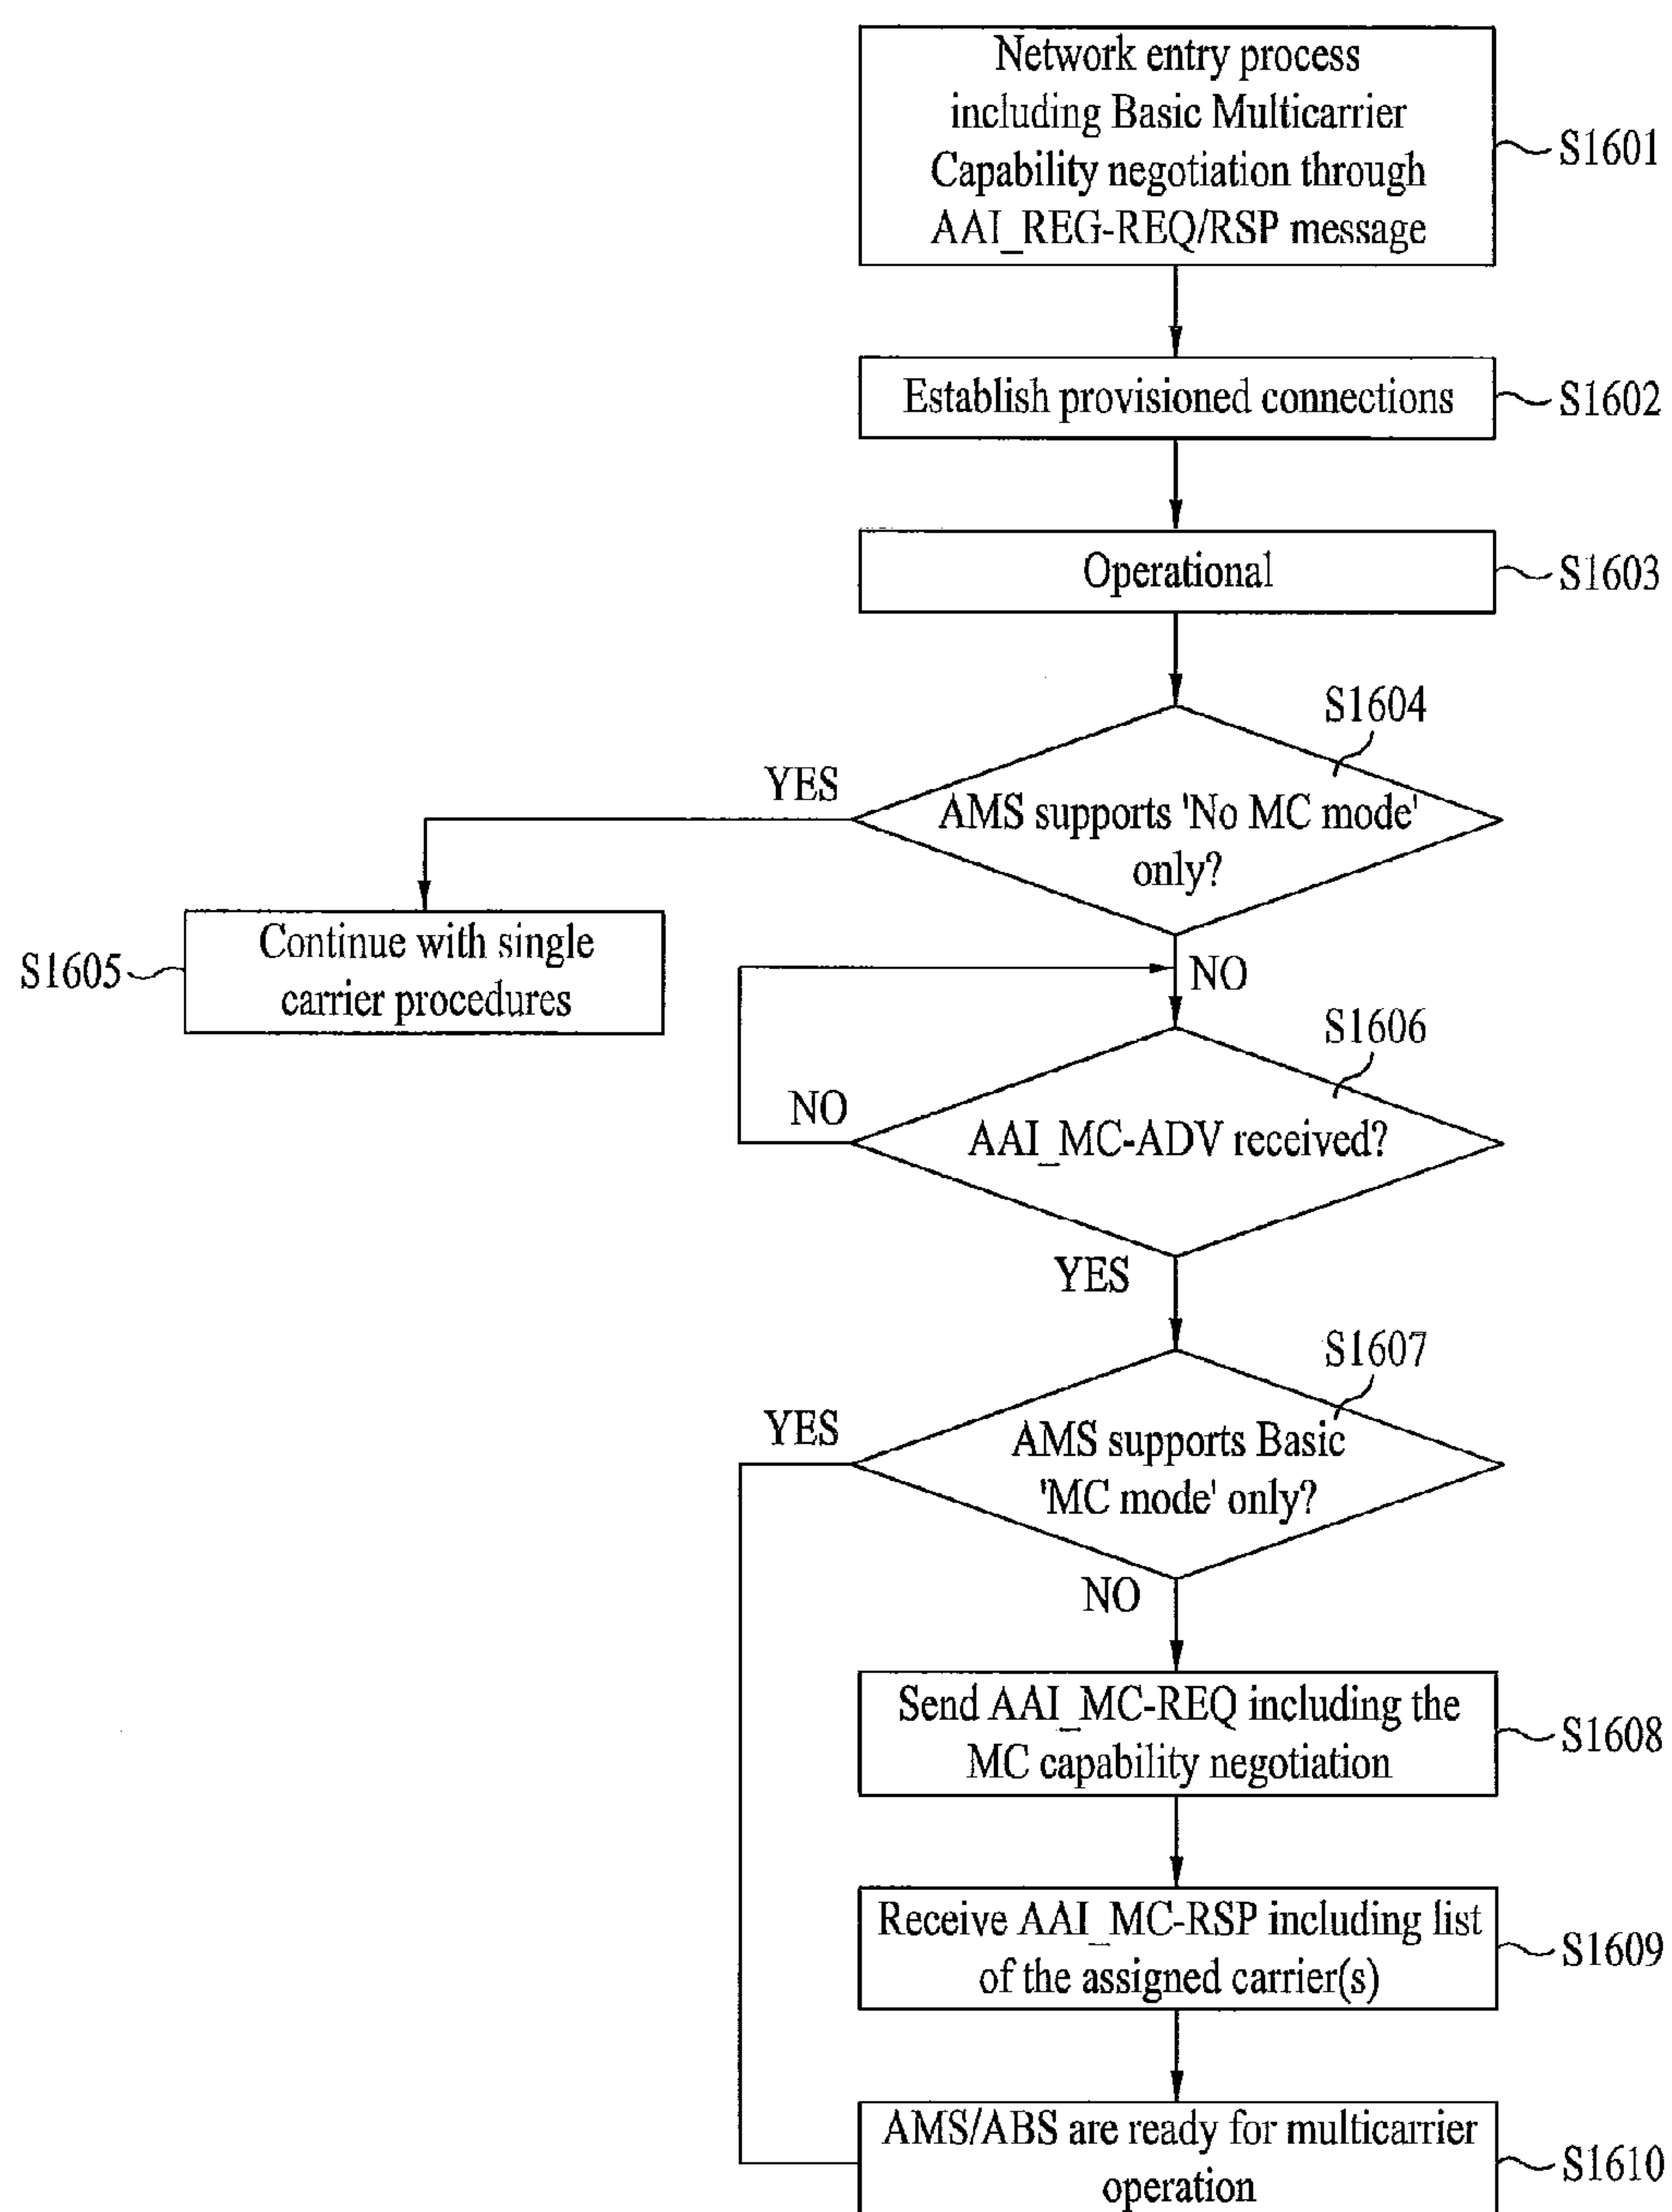 Network entry process
including Basic Multicarrier
Capability negotiation through
AAI_REG-REQ/RSP message
S1601
Establish provisioned connections
S1602
Operational
S1603
S1604
YES
AMS supports 'No MC mode'
only?
Continue with single
carrier procedures
S1605
NO
S1606
NO
AAI_MC-ADV received?
YES
S1607
YES
AMS supports Basic
'MC mode' only?
NO
Send AAI_MC-REQ including the
MC capability negotiation
S1608
Receive AAI_MC-RSP including list
of the assigned carrier(s)
S1609
AMS/ABS are ready for multicarrier
operation
S1610